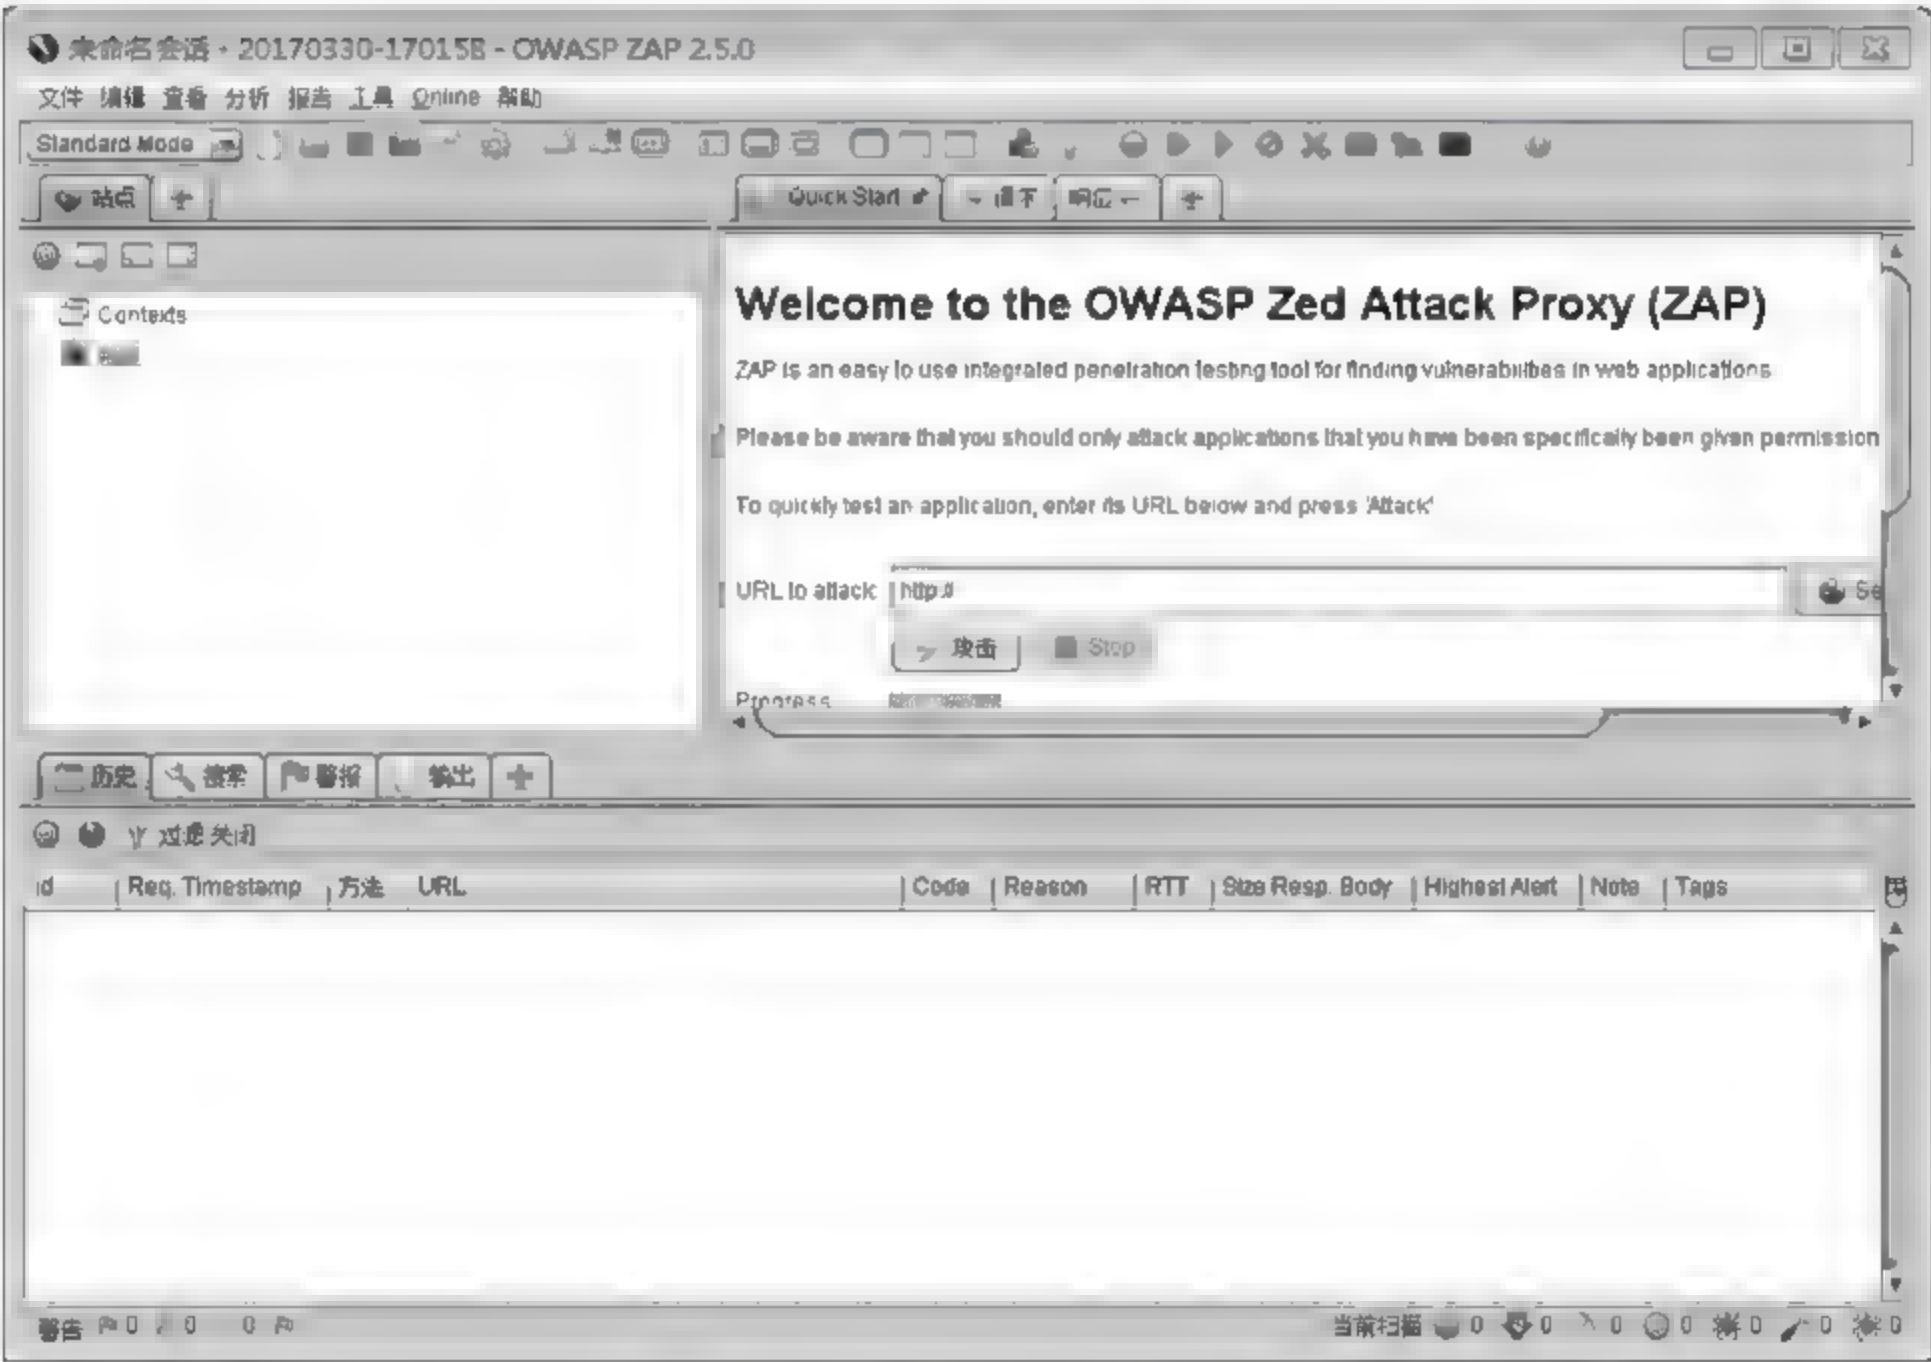 未命名会话 - 20170330-170158 - OWASP ZAP 2.5.0
文件 编辑 查看 分析 报告 工具 Online 帮助
Standard Mode
站点
Quick Start
Contexts
Welcome to the OWASP Zed Attack Proxy (ZAP)
ZAP is an easy to use integrated penetration testing tool for finding vulnerabilities in web applications
Please be aware that you should only attack applications that you have been specifically been given permission
To quickly test an application, enter its URL below and press 'Attack'
URL to attack http://
攻击 Stop
Progress
历史 搜索 警报 输出
过滤 关闭
Id Req. Timestamp 方法 URL Code Reason RTT Size Resp. Body Highest Alert Note Tags
警告 0 0 0 当前扫描 0 0 0 0 0 0 0